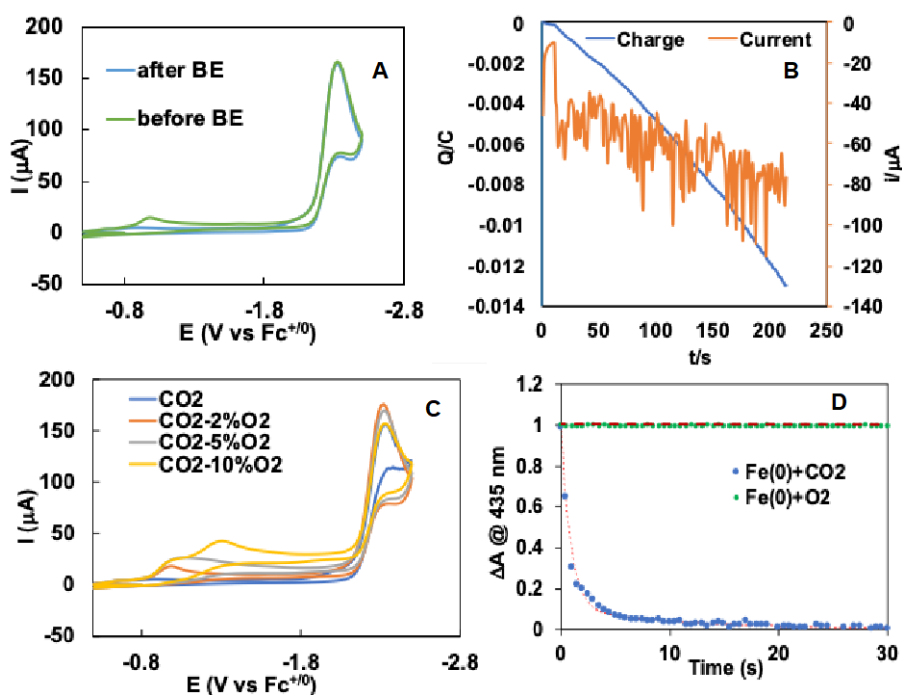 200
150
100
50
0
-50
I (µA)
after BE
before BE
A
-0.8
-1.8
-2.8
E (V vs Fc⁺/⁰)
0
-0.002
-0.004
-0.006
-0.008
-0.01
-0.012
-0.014
Q/C
Charge
Current
B
0
-20
-40
-60
-80
-100
-120
-140
i/µA
0
50
100
150
200
250
t/s
200
150
100
50
0
-50
I (µA)
CO2
CO2-2%O2
CO2-5%O2
CO2-10%O2
C
-0.8
-1.8
-2.8
E (V vs Fc⁺/⁰)
1.2
1
0.8
0.6
0.4
0.2
0
ΔA @ 435 nm
D
Fe(0)+CO2
Fe(0)+O2
0
10
20
30
Time (s)